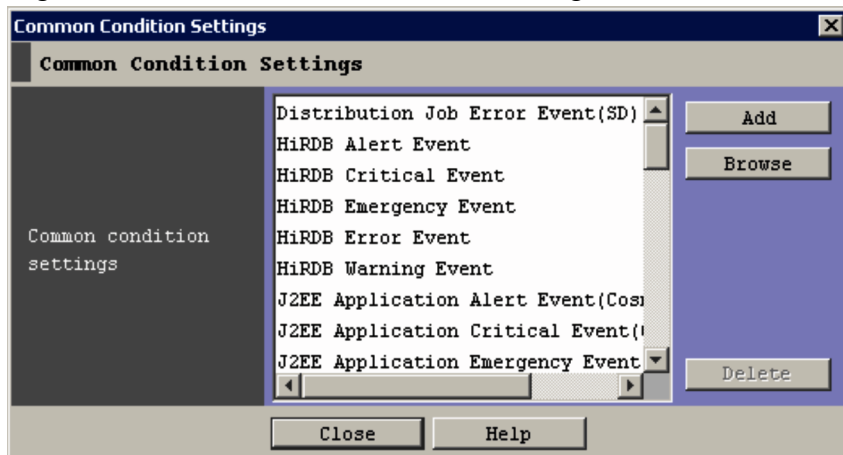 Common Condition Settings
Common Condition Settings
Distribution Job Error Event(SD)
HiRDB Alert Event
HiRDB Critical Event
HiRDB Emergency Event
HiRDB Error Event
HiRDB Warning Event
J2EE Application Alert Event(
J2EE Application Critical Event(
J2EE Application Emergency Event
Common condition
settings
Add
Browse
Delete
Close
Help